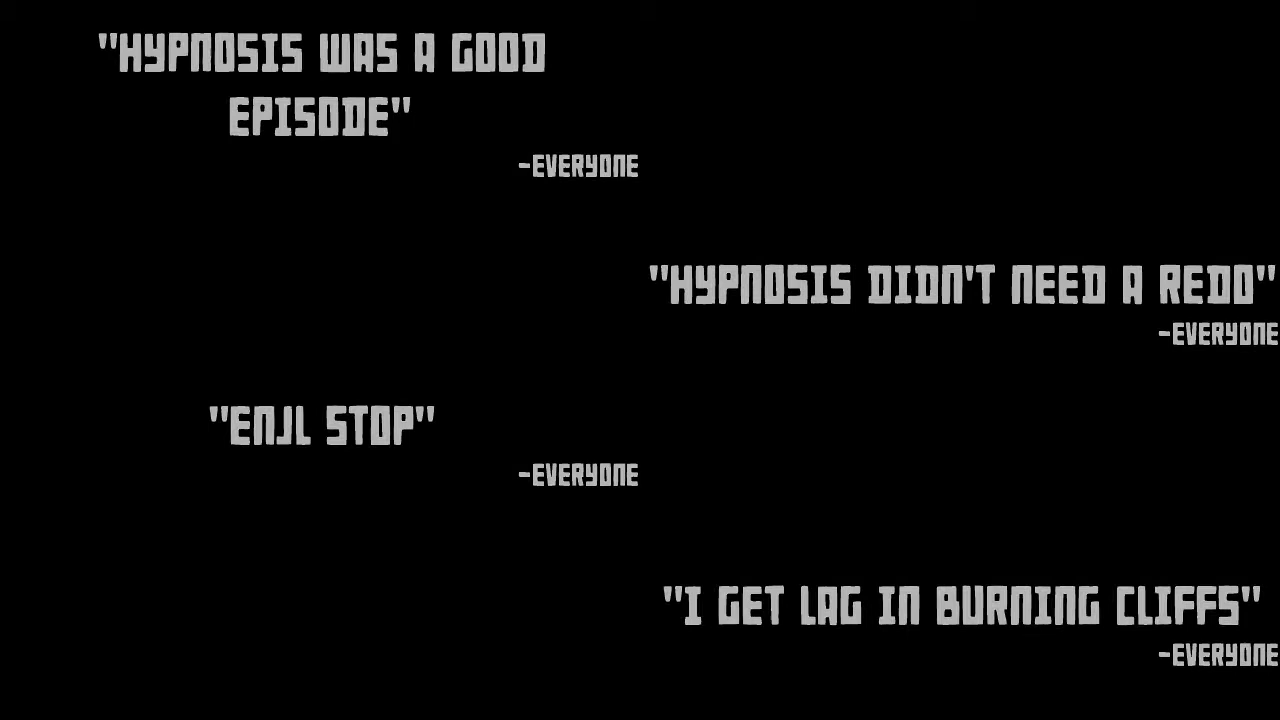 "HYPNOSIS WAS A GOOD
EPISODE"
-EVERYONE
"HYPNOSIS DIDN'T NEED A REDO"
-EVERYONE
"ENJL STOP"
-EVERYONE
"I GET LAG IN BURNING CLIFFS"
-EVERYONE